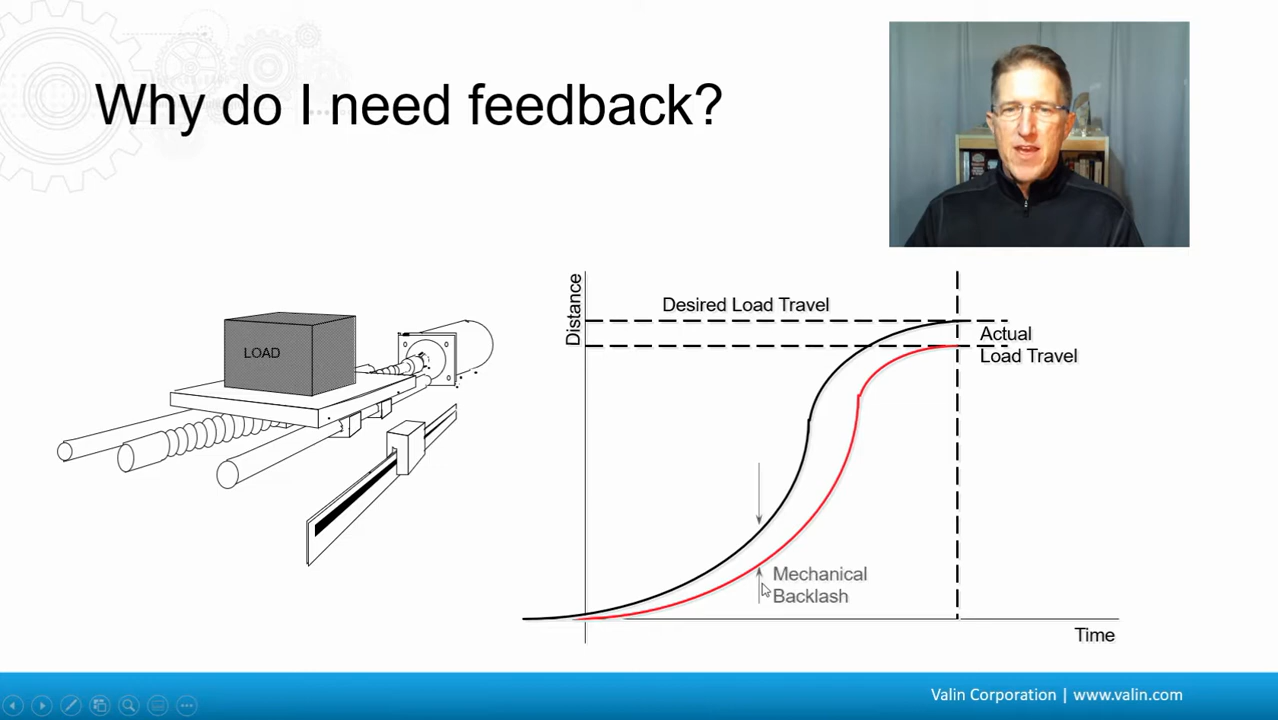 Why do I need feedback?
LOAD
Distance
Desired Load Travel
Actual
Load Travel
Mechanical
Backlash
Time
Valin Corporation | www.valin.com